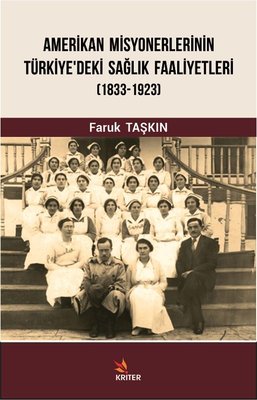 AMERİKAN MİSYONERLERİNİN
TÜRKİYE'DEKİ SAĞLIK FAALİYETLERİ
(1833-1923)
Faruk TAŞKIN
KRİTER